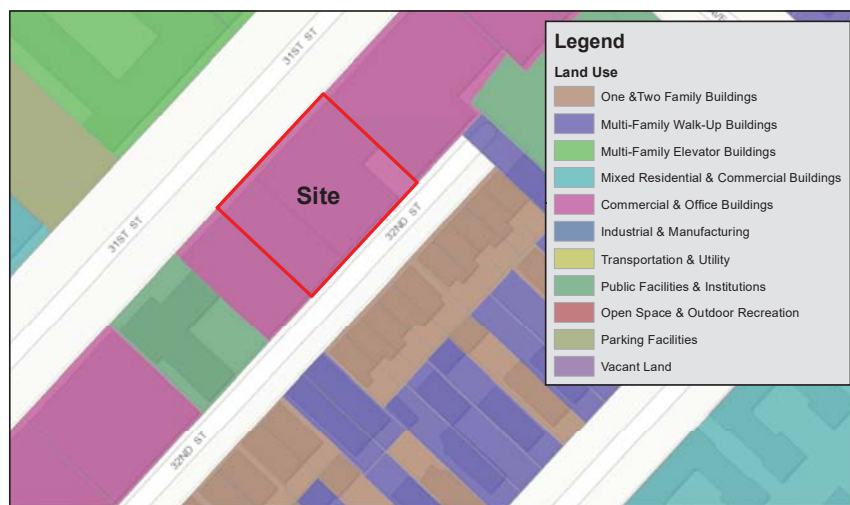 31ST ST
AVE
Legend
Land Use
One &Two Family Buildings
Multi-Family Walk-Up Buildings
Multi-Family Elevator Buildings
Mixed Residential & Commercial Buildings
Commercial & Office Buildings
Industrial & Manufacturing
Transportation & Utility
Public Facilities & Institutions
Open Space & Outdoor Recreation
Parking Facilities
Vacant Land
Site
31ST ST
32ND ST
32ND ST